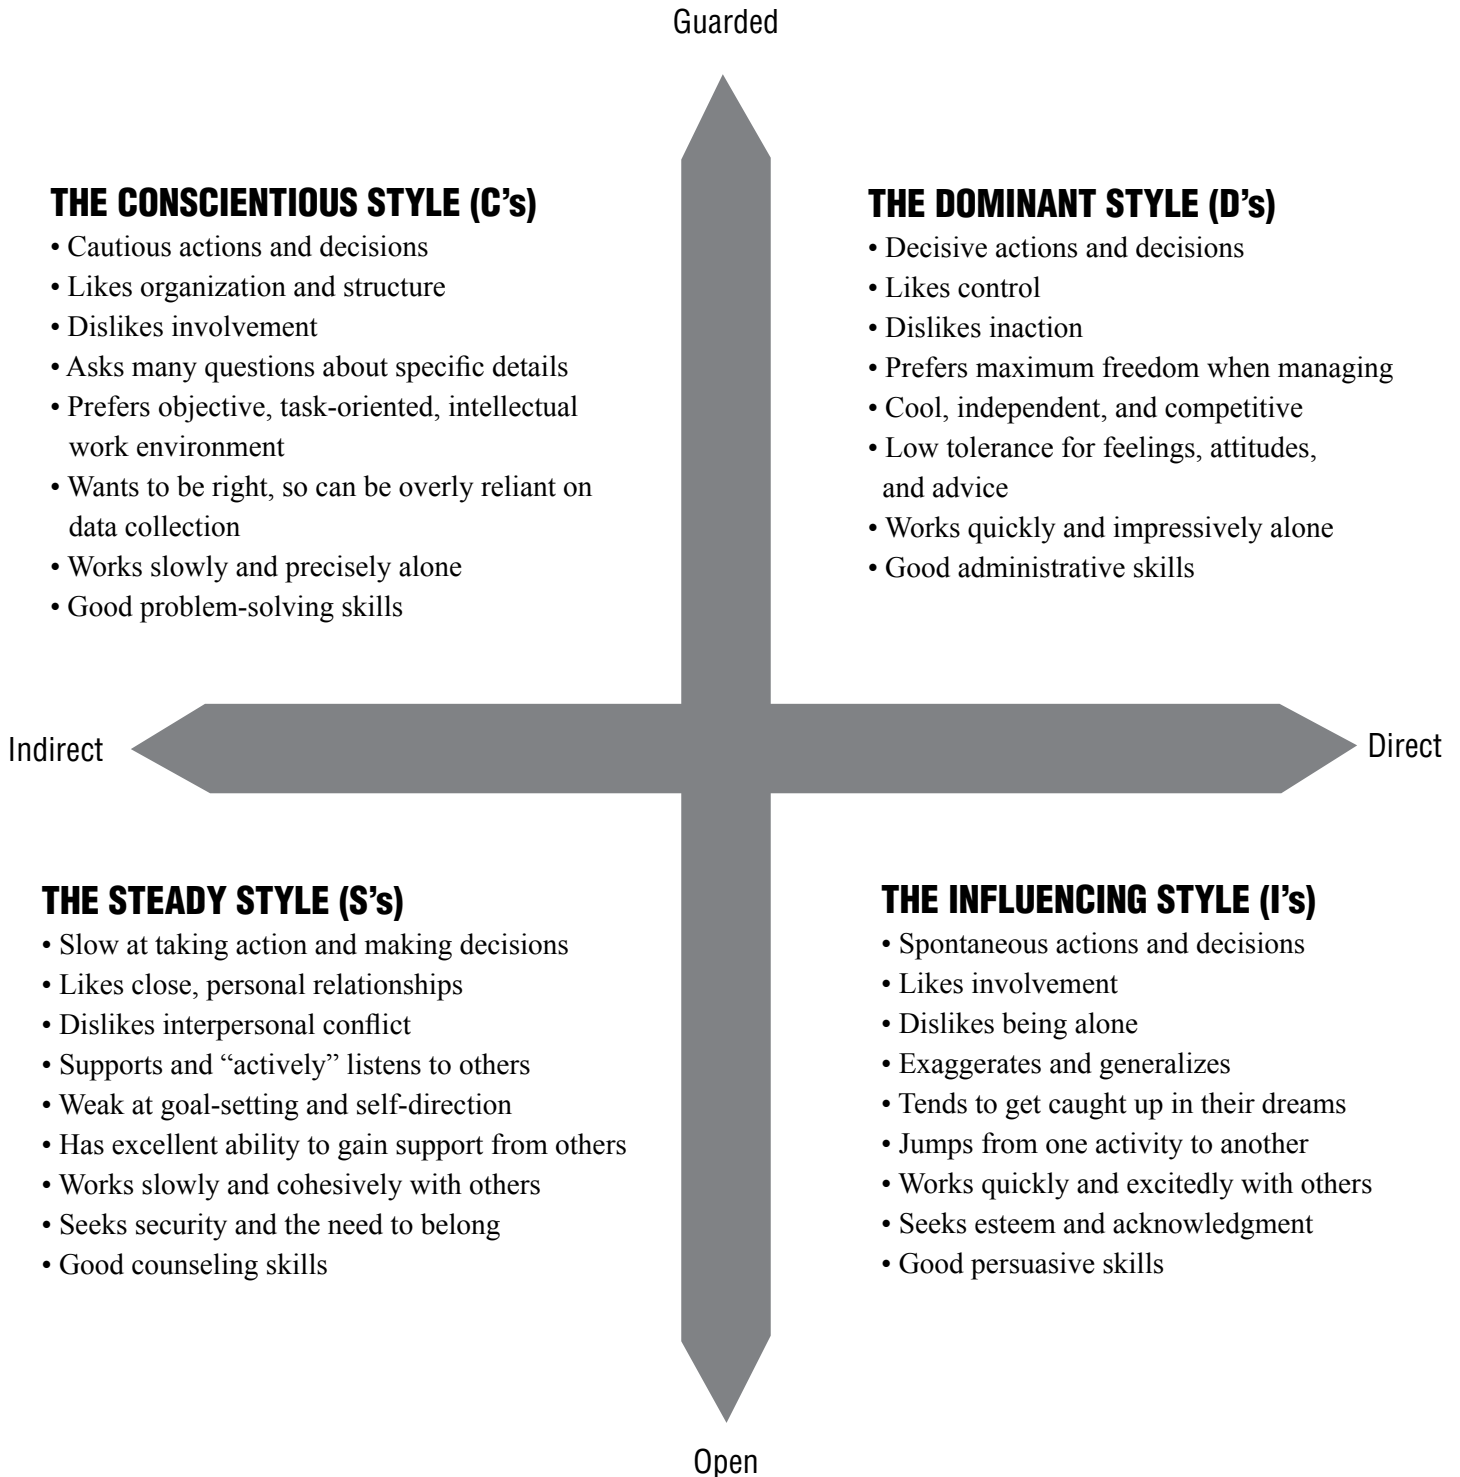 Guarded
THE CONSCIENTIOUS STYLE (C’s)
• Cautious actions and decisions
• Likes organization and structure
• Dislikes involvement
• Asks many questions about specific details
• Prefers objective, task-oriented, intellectual
work environment
• Wants to be right, so can be overly reliant on
data collection
• Works slowly and precisely alone
• Good problem-solving skills
THE DOMINANT STYLE (D’s)
• Decisive actions and decisions
• Likes control
• Dislikes inaction
• Prefers maximum freedom when managing
• Cool, independent, and competitive
• Low tolerance for feelings, attitudes,
and advice
• Works quickly and impressively alone
• Good administrative skills
Indirect
Direct
THE STEADY STYLE (S’s)
• Slow at taking action and making decisions
• Likes close, personal relationships
• Dislikes interpersonal conflict
• Supports and “actively” listens to others
• Weak at goal-setting and self-direction
• Has excellent ability to gain support from others
• Works slowly and cohesively with others
• Seeks security and the need to belong
• Good counseling skills
THE INFLUENCING STYLE (I’s)
• Spontaneous actions and decisions
• Likes involvement
• Dislikes being alone
• Exaggerates and generalizes
• Tends to get caught up in their dreams
• Jumps from one activity to another
• Works quickly and excitedly with others
• Seeks esteem and acknowledgment
• Good persuasive skills
Open